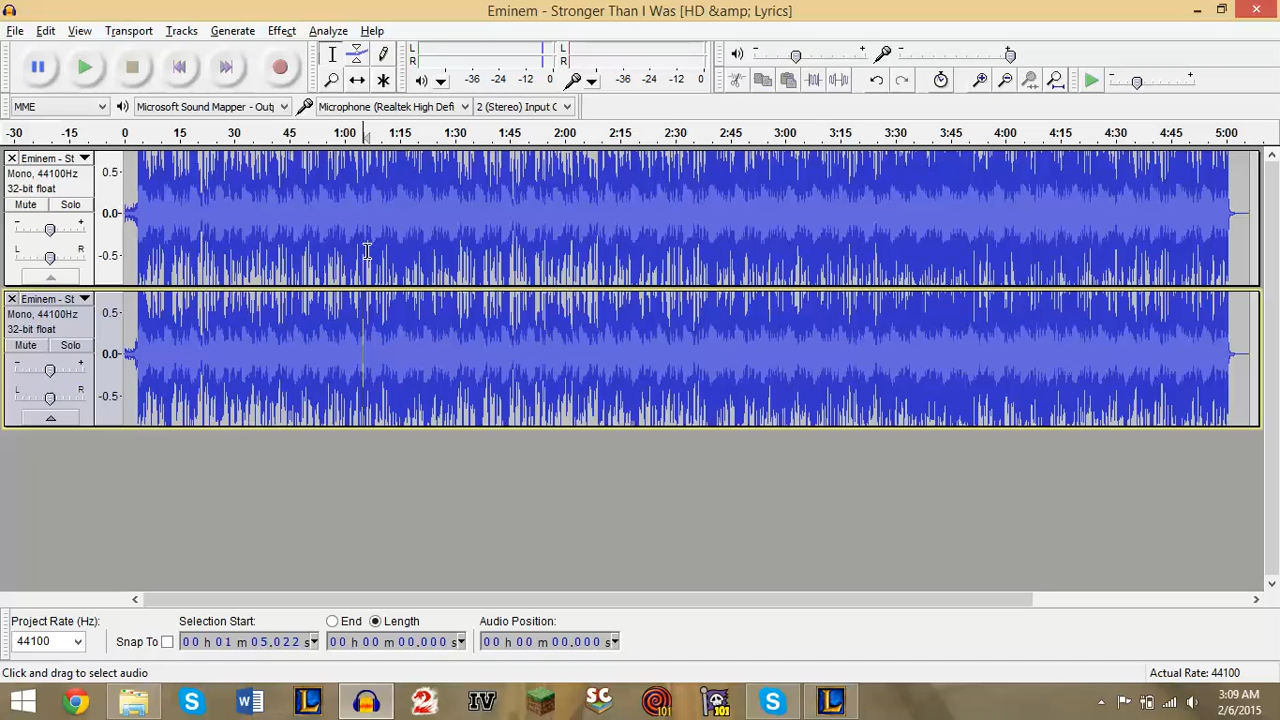 Eminem - Stronger Than I Was [HD &amp; Lyrics]
File Edit View Transport Tracks Generate Effect Analyze Help
L
R
-36 -24 -12 0
L
R
-36 -24 -12 0
- +
- +
- +
MME
Microsoft Sound Mapper - Outp
Microphone (Realtek High Defi
2 (Stereo) Input C
-30 -15 0 15 30 45 1:00 1:15 1:30 1:45 2:00 2:15 2:30 2:45 3:00 3:15 3:30 3:45 4:00 4:15 4:30 4:45 5:00
Eminem - St
Mono, 44100Hz
32-bit float
Mute Solo
- +
L R
0.5
0.0
-0.5
Eminem - St
Mono, 44100Hz
32-bit float
Mute Solo
- +
L R
0.5
0.0
-0.5
Project Rate (Hz):
44100
Snap To
Selection Start:
End Length
Audio Position:
00 h 01 m 05.022 s
00 h 00 m 00.000 s
00 h 00 m 00.000 s
Click and drag to select audio
Actual Rate: 44100
IV
SC
101
101
3:09 AM
2/6/2015